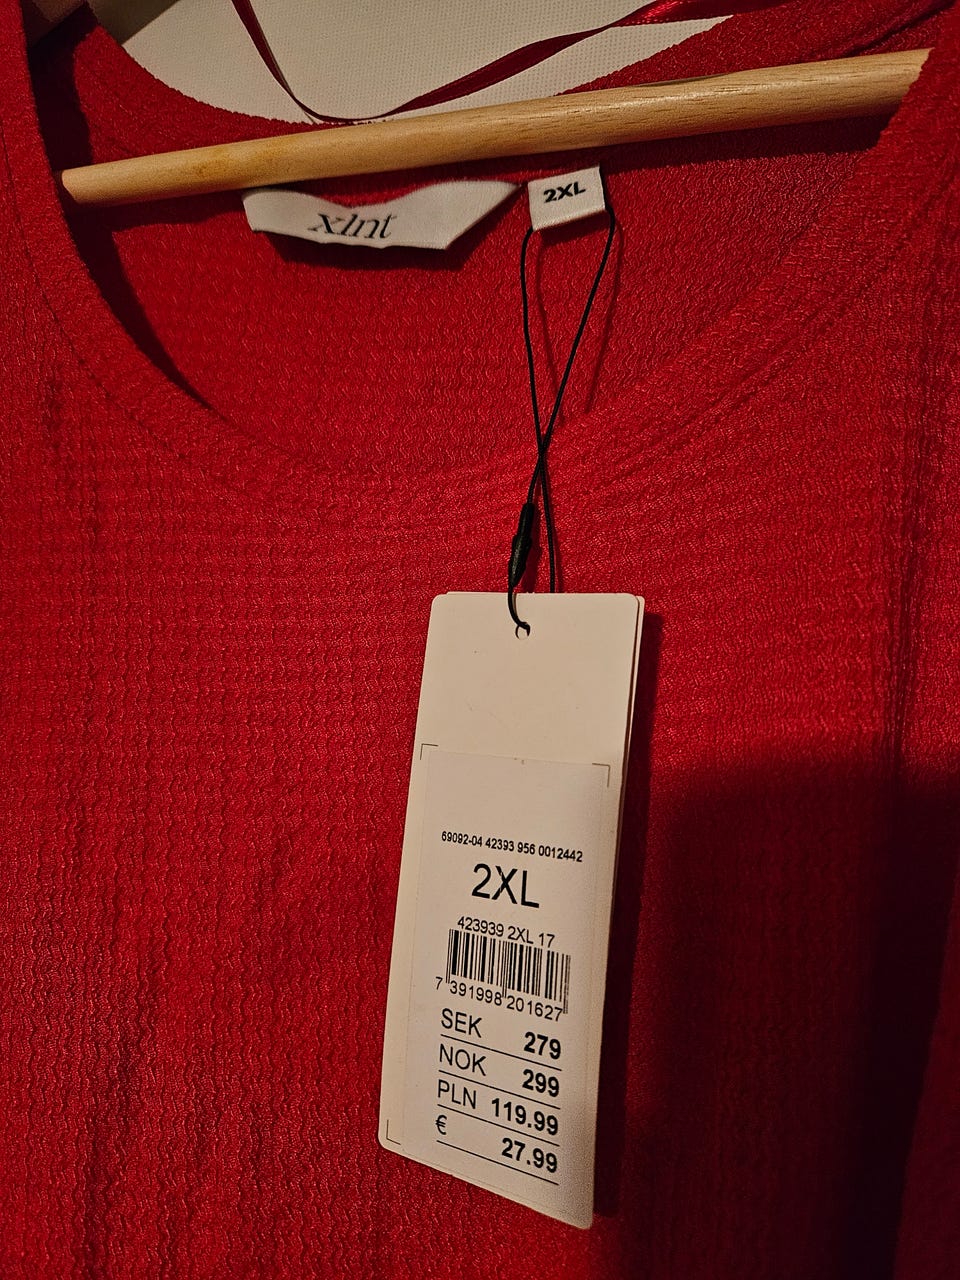 xlnt
2XL
69092-04 42393 956 0012442
2XL
423939 2XL 17
7 391998 201627
SEK 279
NOK 299
PLN 119.99
€ 27.99